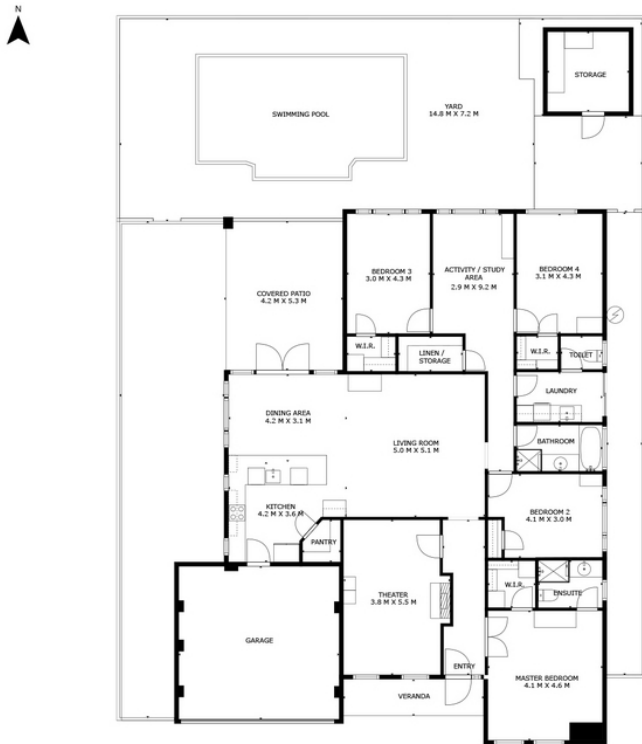 N
STORAGE
YARD
14.8 M X 7.2 M
SWIMMING POOL
BEDROOM 3
3.0 M X 4.3 M
ACTIVITY / STUDY
AREA
2.9 M X 9.2 M
BEDROOM 4
3.1 M X 4.3 M
COVERED PATIO
4.2 M X 5.3 M
W.I.R.
LINEN /
STORAGE
W.I.R.
TOILET
LAUNDRY
DINING AREA
4.2 M X 3.1 M
LIVING ROOM
5.0 M X 5.1 M
BATHROOM
KITCHEN
4.2 M X 3.6 M
BEDROOM 2
4.1 M X 3.0 M
PANTRY
W.I.R.
ENSUITE
THEATER
3.8 M X 5.5 M
GARAGE
ENTRY
MASTER BEDROOM
4.1 M X 4.6 M
VERANDA